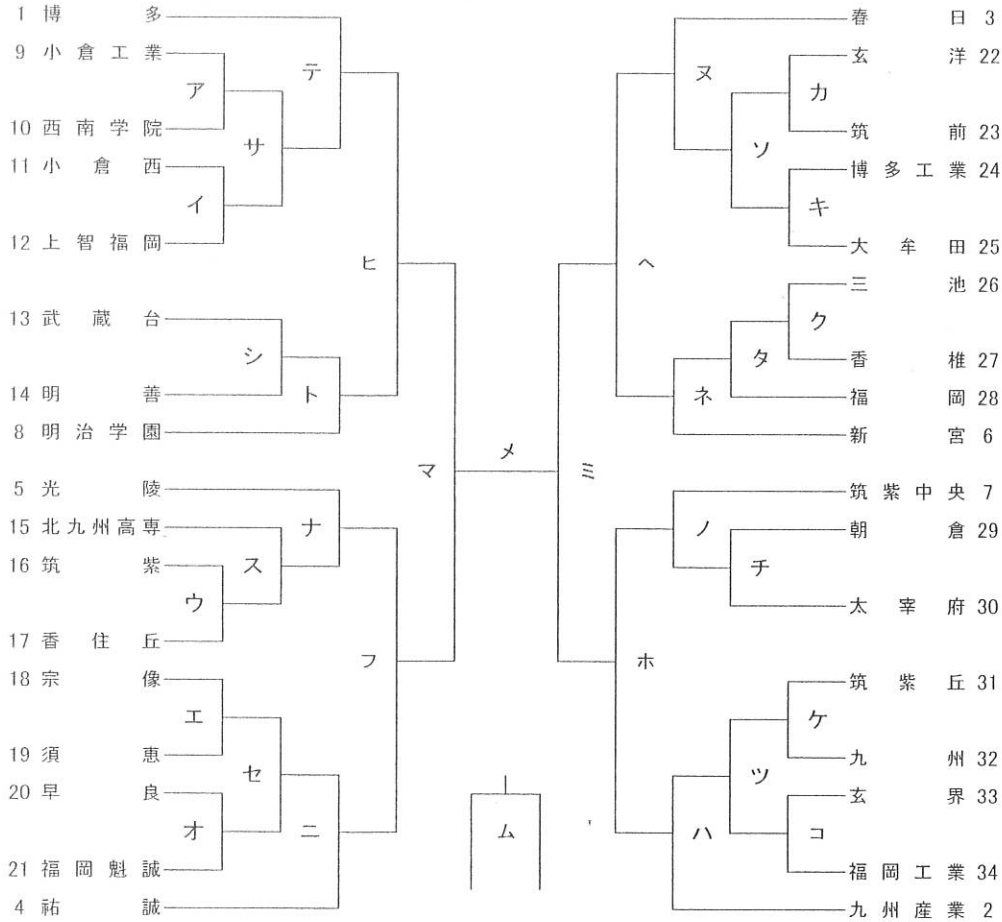 1 博多
9 小倉工業
ア
テ
10 西南学院
サ
11 小倉西
イ
12 上智福岡
ヒ
13 武蔵台
シ
ト
14 明善
8 明治学園
マ
5 光陵
ナ
15 北九州高専
ス
16 筑紫
ウ
17 香住丘
フ
18 宗像
エ
19 須恵
セ
20 早良
オ
ニ
21 福岡魁誠
4 祐誠
メ
ム
春日 3
玄洋 22
ヌ
カ
筑前 23
ソ
博多工業 24
キ
大牟田 25
ヘ
三池 26
ク
タ
香椎 27
ネ
福岡 28
新宮 6
ミ
筑紫中央 7
ノ
朝倉 29
チ
太宰府 30
ホ
筑紫丘 31
ケ
九州 32
ツ
玄界 33
ハ
コ
福岡工業 34
九州産業 2